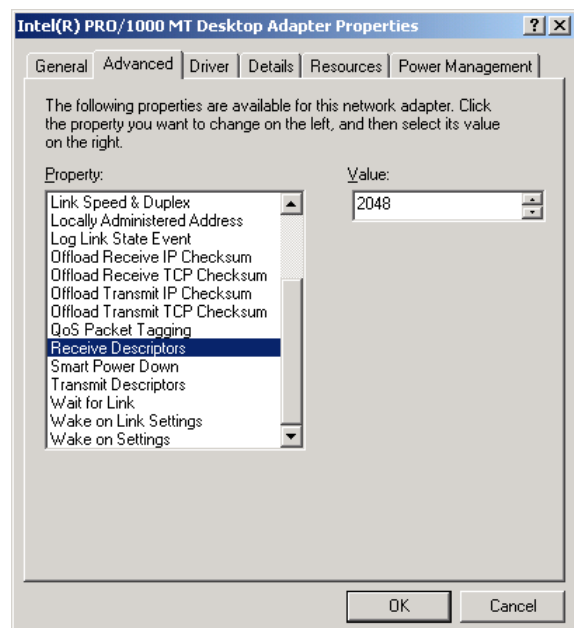 Intel(R) PRO/1000 MT Desktop Adapter Properties
General Advanced Driver Details Resources Power Management
The following properties are available for this network adapter. Click
the property you want to change on the left, and then select its value
on the right.
Property:
Value:
Link Speed & Duplex
Locally Administered Address
Log Link State Event
Offload Receive IP Checksum
Offload Receive TCP Checksum
Offload Transmit IP Checksum
Offload Transmit TCP Checksum
QoS Packet Tagging
Receive Descriptors
Smart Power Down
Transmit Descriptors
Wait for Link
Wake on Link Settings
Wake on Settings
2048
OK
Cancel